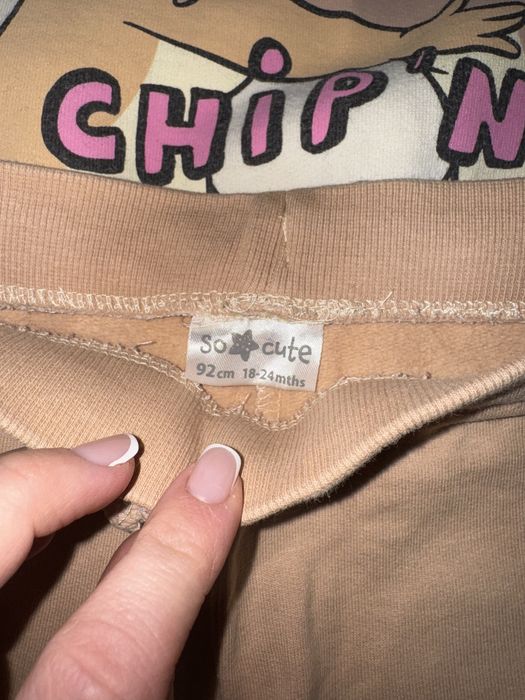 CHIP N
so cute
92cm 18-24mths